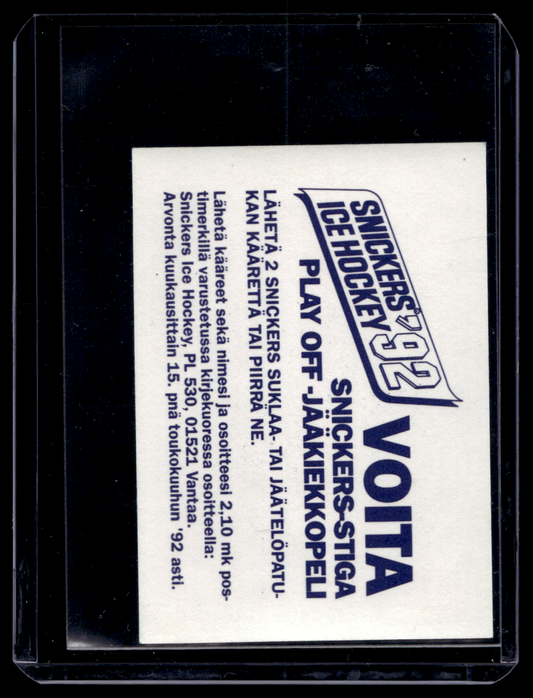 SNICKERS® '92
ICE HOCKEY
VOITA
SNICKERS-STIGA
PLAY OFF -JÄÄKIEKKOPELI
LÄHETÄ 2 SNICKERS SUKLAA- TAI JÄÄTELÖPATU-
KAN KÄÄRETTÄ TAI PIIRRÄ NE.
Lähetä kääreet sekä nimesi ja osoitteesi 2,10 mk pos-
timerkillä varustetussa kirjekuoressa osoitteella:
Snickers Ice Hockey, PL 530, 01521 Vantaa.
Arvonta kuukausittain 15. pnä toukokuuhun '92 asti.